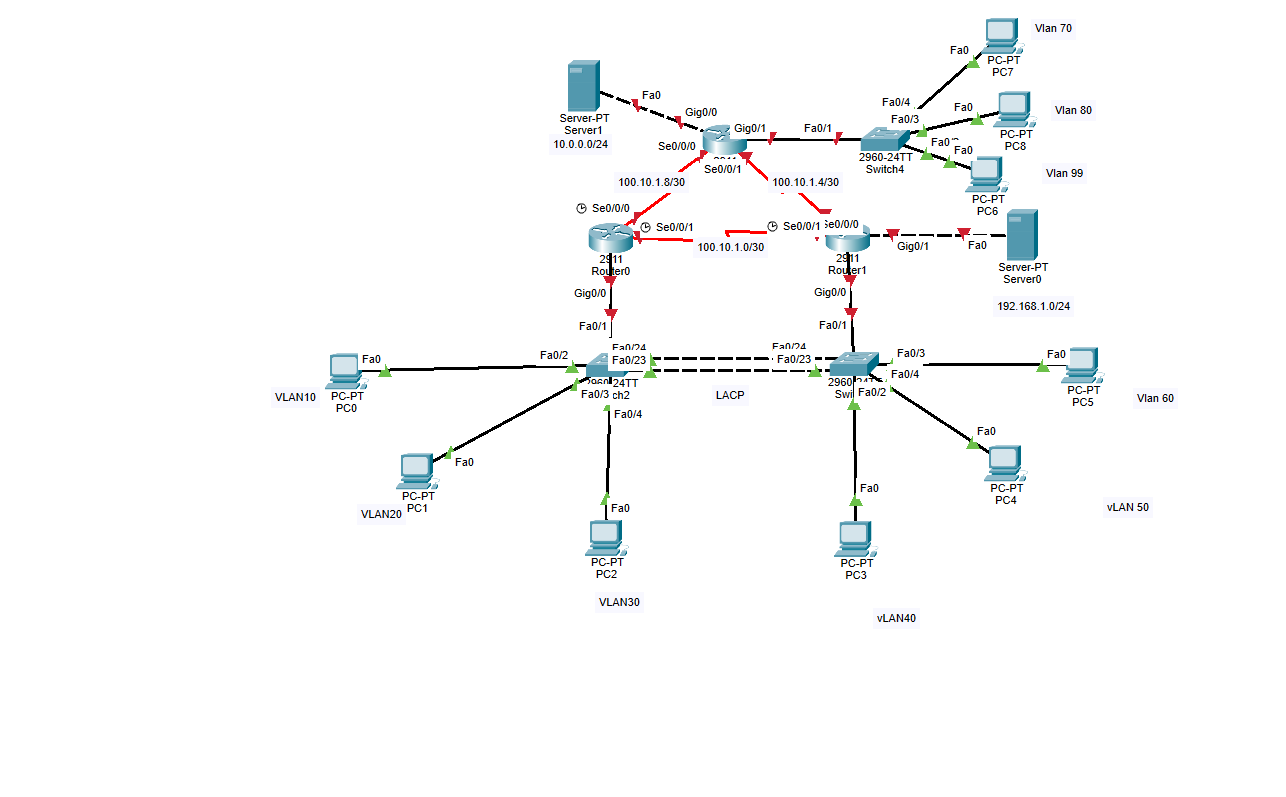 Vlan 70
Fa0
PC-PT
PC7
Server-PT
Server1
10.0.0.0/24
Fa0
Gig0/0
Gig0/1
Fa0/1
Fa0/4
Fa0/3
Fa0
PC-PT
PC8
Vlan 80
Se0/0/0
2911
Se0/0/1
2960-24TT
Switch4
Fa0
Vlan 99
PC-PT
PC6
100.10.1.8/30
100.10.1.4/30
Se0/0/0
Se0/0/1
100.10.1.0/30
Se0/0/1
Se0/0/0
2911
Router0
2911
Router1
Gig0/1
Fa0
Server-PT
Server0
192.168.1.0/24
Gig0/0
Fa0/1
Gig0/0
Fa0/1
Fa0/24
Fa0/23
Fa0/24
Fa0/23
Fa0
Fa0/2
PC-PT
PC0
VLAN10
2960-24TT
Fa0/3
Fa0/4
LACP
Fa0/3
Fa0/4
Fa0/2
Fa0
PC-PT
PC5
Vlan 60
Fa0
PC-PT
PC1
VLAN20
Fa0
PC-PT
PC4
vLAN 50
Fa0
PC-PT
PC2
VLAN30
Fa0
PC-PT
PC3
vLAN40